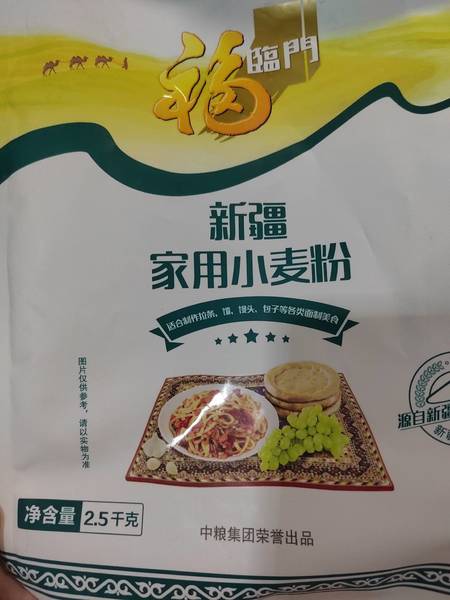 福临門
新疆
家用小麦粉
适合制作拉条、馕、馒头、包子等各类面制美食
图片仅供参考，请以实物为准
源自新疆
新疆
净含量 2.5千克
中粮集团荣誉出品